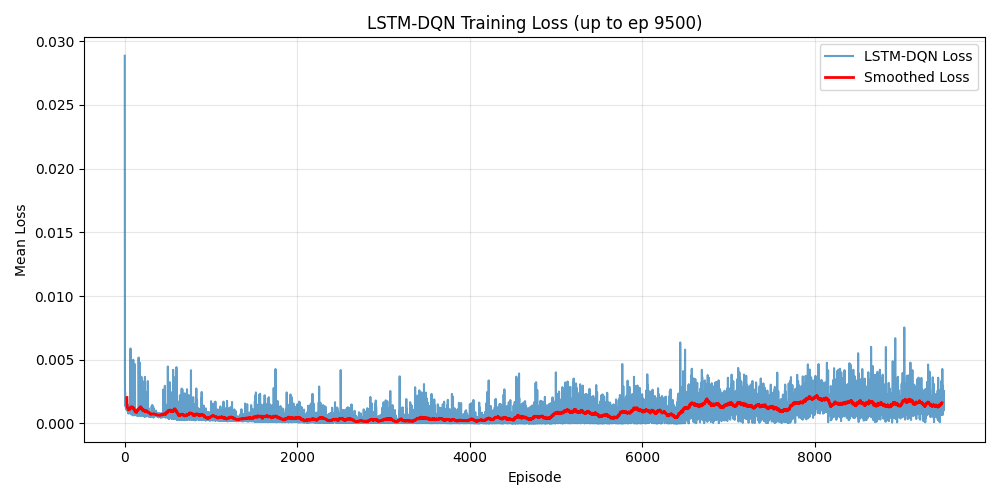 LSTM-DQN Training Loss (up to ep 9500)
LSTM-DQN Loss
Smoothed Loss
Mean Loss
0.030
0.025
0.020
0.015
0.010
0.005
0.000
0
2000
4000
6000
8000
Episode